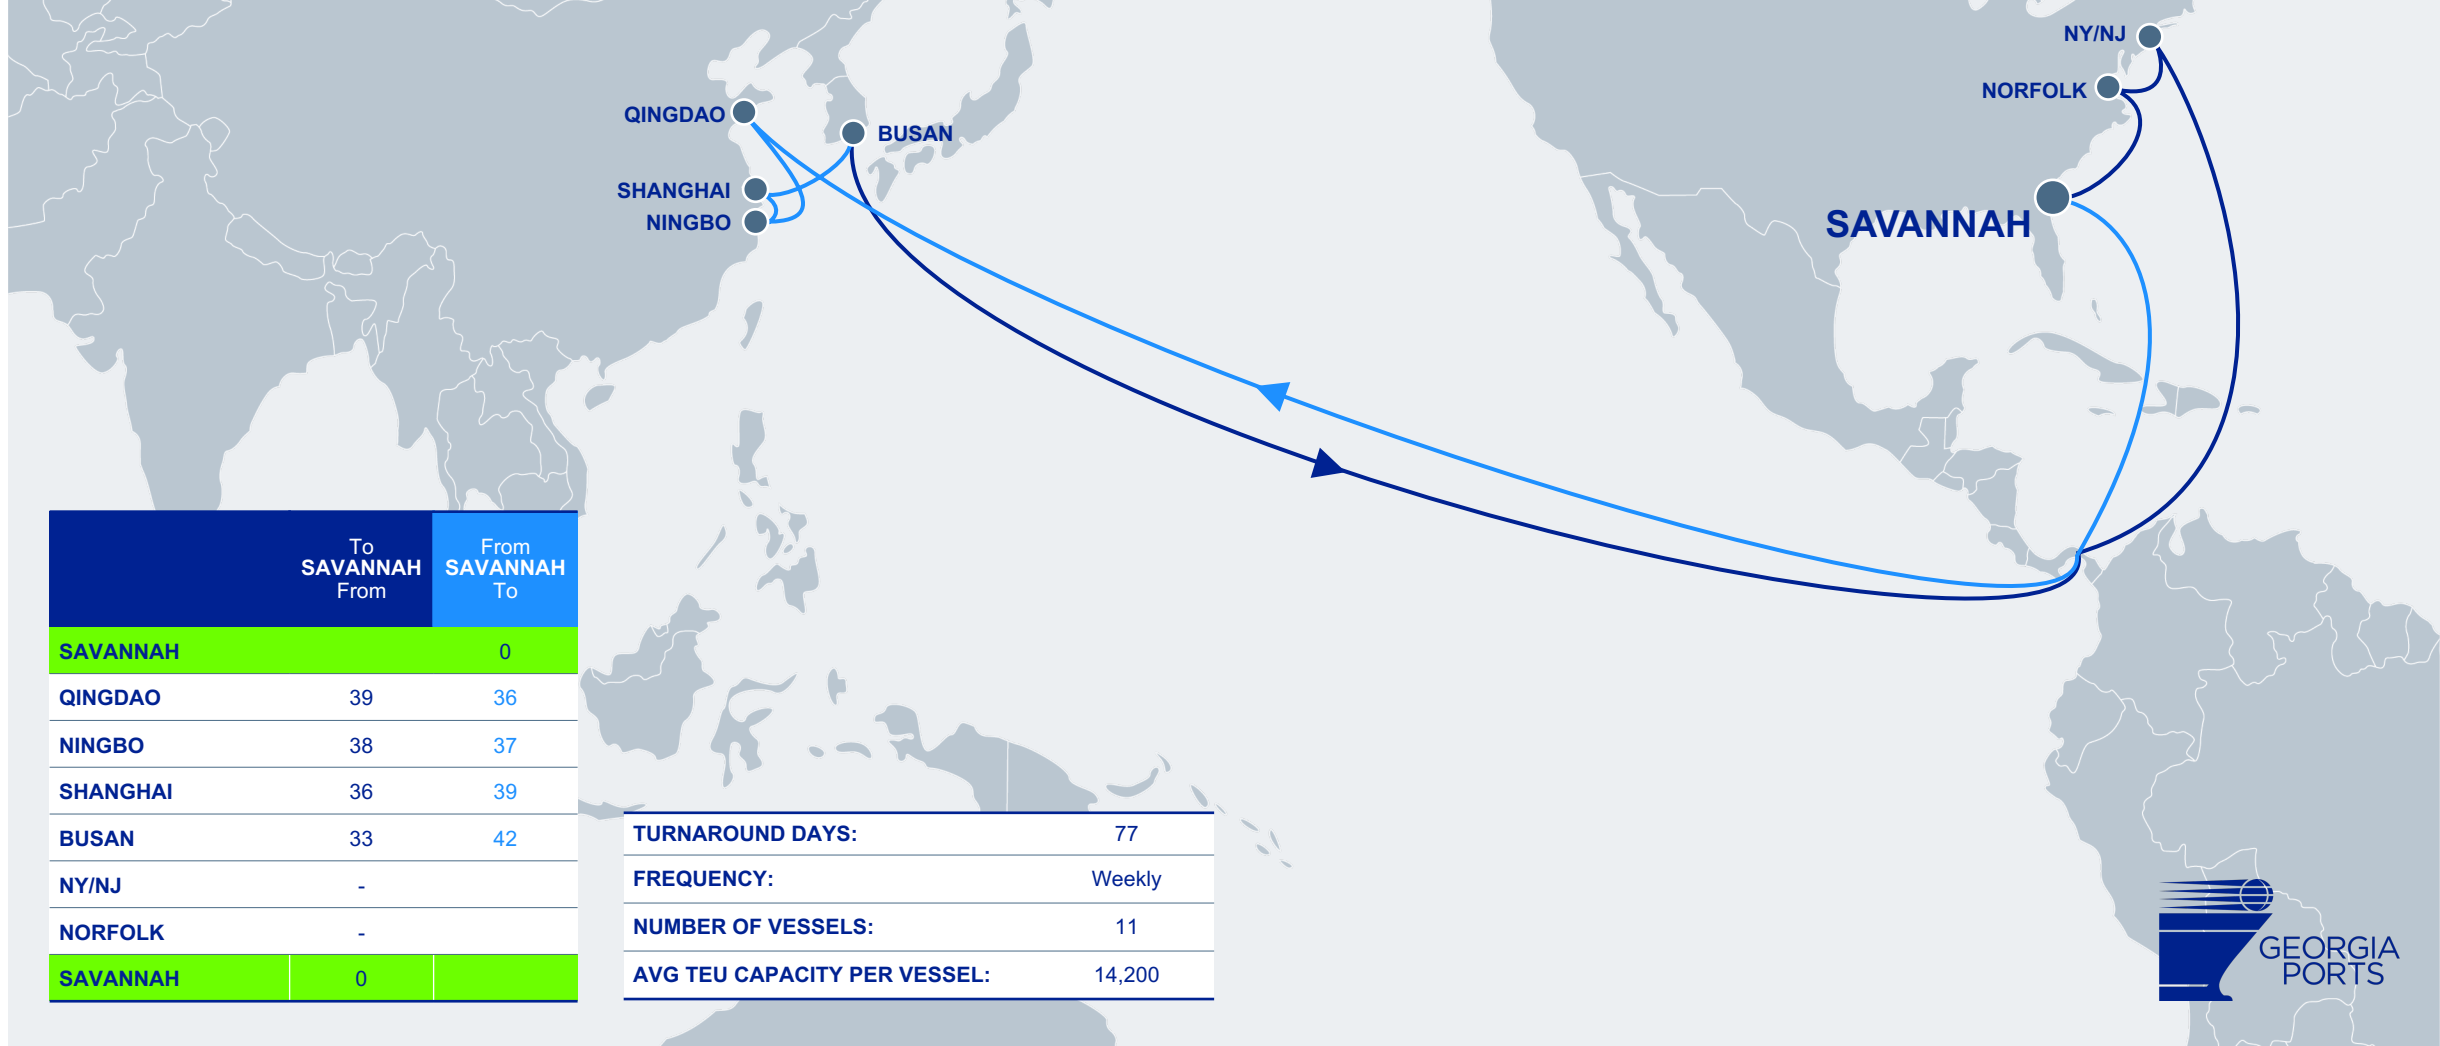 NY/NJ
NORFOLK
QINGDAO
BUSAN
SHANGHAI
NINGBO
SAVANNAH
To SAVANNAH From
From SAVANNAH To
SAVANNAH 0
QINGDAO 39 36
NINGBO 38 37
SHANGHAI 36 39
BUSAN 33 42
NY/NJ -
NORFOLK -
SAVANNAH 0
TURNAROUND DAYS: 77
FREQUENCY: Weekly
NUMBER OF VESSELS: 11
AVG TEU CAPACITY PER VESSEL: 14,200
GEORGIA
PORTS